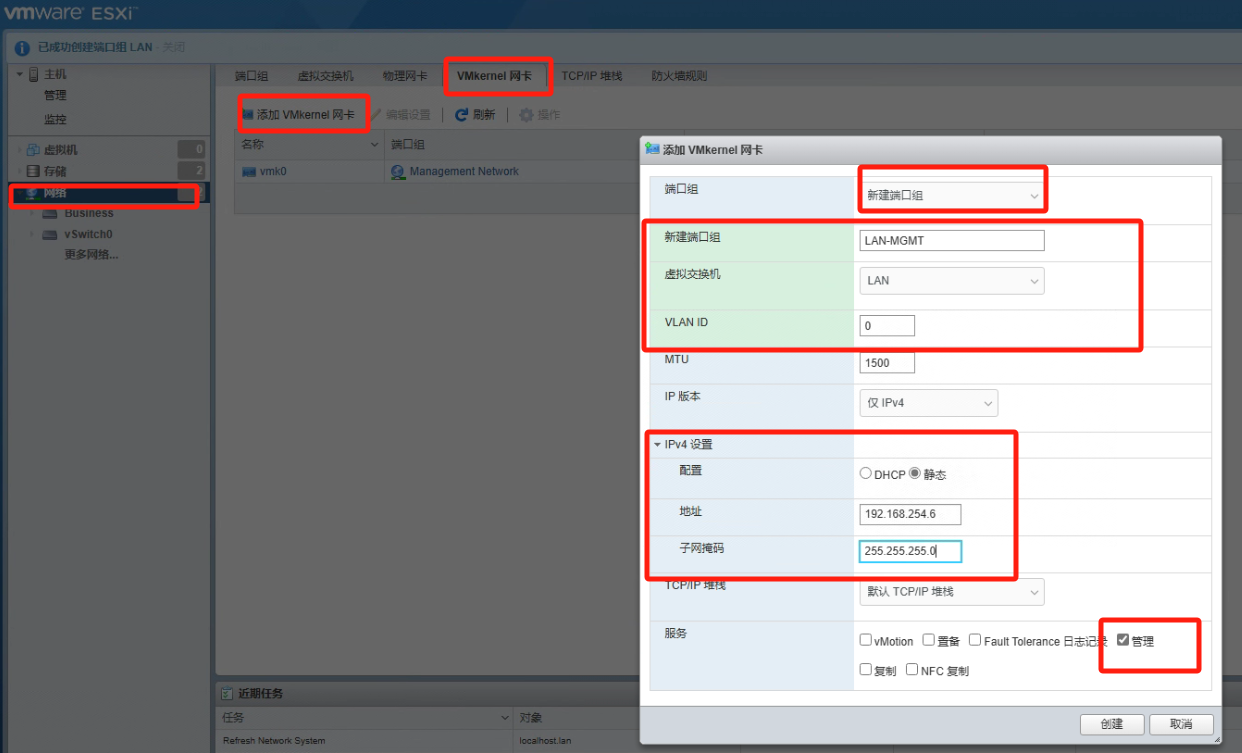 vmware ESXi
已成功创建端口组 LAN - 关闭
主机
管理
监控
虚拟机 0
存储 2
网络
Business
vSwitch0
更多网络...
端口组 虚拟交换机 物理网卡 VMkernel 网卡 TCP/IP 堆栈 防火墙规则
添加 VMkernel 网卡 编辑设置 刷新 操作
名称 端口组
vmk0 Management Network
添加 VMkernel 网卡
端口组 新建端口组
新建端口组 LAN-MGMT
虚拟交换机 LAN
VLAN ID 0
MTU 1500
IP 版本 仅 IPv4
IPv4 设置
配置 DHCP 静态
地址 192.168.254.6
子网掩码 255.255.255.0
TCP/IP 堆栈 默认 TCP/IP 堆栈
服务 vMotion 置备 Fault Tolerance 日志记录 管理
复制 NFC 复制
创建 取消
近期任务
任务 对象
Refresh Network System localhost.lan